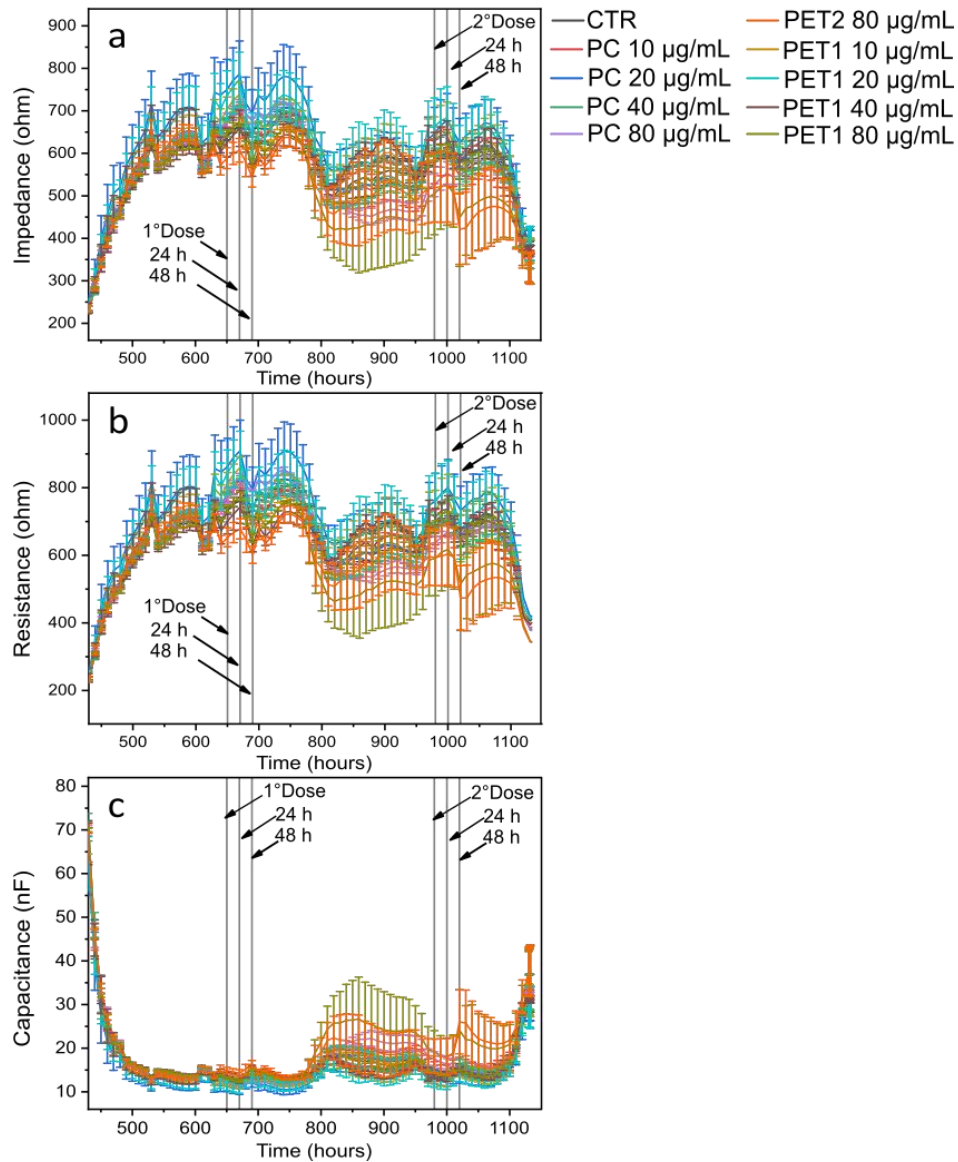 a
Impedance (ohm)
900
800
700
600
500
400
300
200
2°Dose
24 h
48 h
1°Dose
24 h
48 h
500 600 700 800 900 1000 1100
Time (hours)
CTR
PC 10 µg/mL
PC 20 µg/mL
PC 40 µg/mL
PC 80 µg/mL
PET2 80 µg/mL
PET1 10 µg/mL
PET1 20 µg/mL
PET1 40 µg/mL
PET1 80 µg/mL
b
Resistance (ohm)
1000
800
600
400
200
2°Dose
24 h
48 h
1°Dose
24 h
48 h
500 600 700 800 900 1000 1100
Time (hours)
c
Capacitance (nF)
80
70
60
50
40
30
20
10
1°Dose
24 h
48 h
2°Dose
24 h
48 h
500 600 700 800 900 1000 1100
Time (hours)